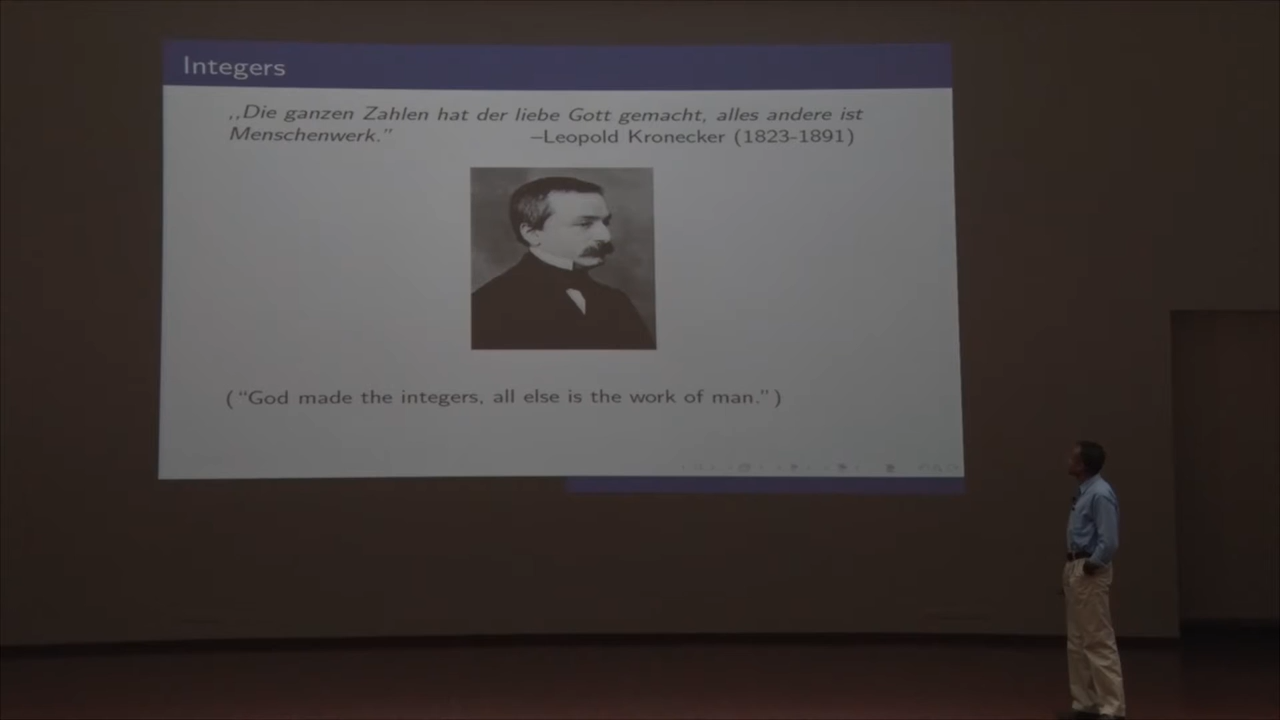 Integers
,,Die ganzen Zahlen hat der liebe Gott gemacht, alles andere ist
Menschenwerk.” –Leopold Kronecker (1823-1891)
(“God made the integers, all else is the work of man.”)